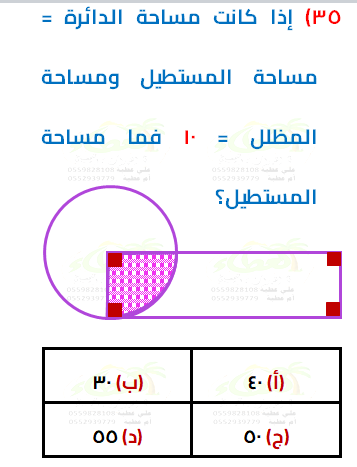 ٣٥) إذا كانت مساحة الدائرة =
مساحة المستطيل ومساحة
المظلل = ١٠ فما مساحة
المستطيل؟
(أ) ٤٠ (ب) ٣٠
(ج) ٥٠ (د) ٥٥